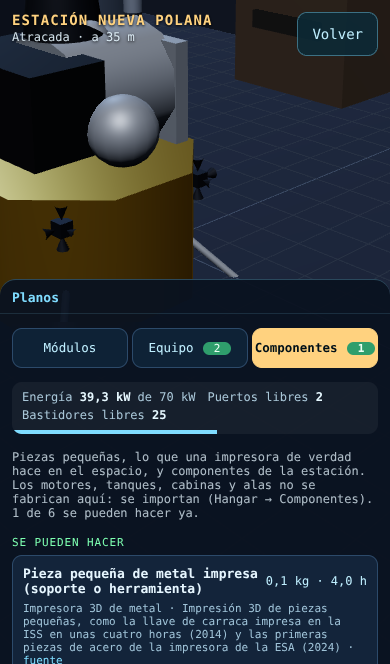 ESTACIÓN NUEVA POLANA
Atracada · a 35 m
Volver
Planos
Módulos
Equipo 2
Componentes 1
Energía 39,3 kW de 70 kW Puertos libres 2
Bastidores libres 25
Piezas pequeñas, lo que una impresora de verdad
hace en el espacio, y componentes de la estación.
Los motores, tanques, cabinas y alas no se
fabrican aquí: se importan (Hangar → Componentes).
1 de 6 se pueden hacer ya.
SE PUEDEN HACER
Pieza pequeña de metal impresa
(soporte o herramienta)
0,1 kg · 4,0 h
Impresora 3D de metal · Impresión 3D de piezas
pequeñas, como la llave de carraca impresa en la
ISS en unas cuatro horas (2014) y las primeras
piezas de acero de la impresora de la ESA (2024) ·
fuente